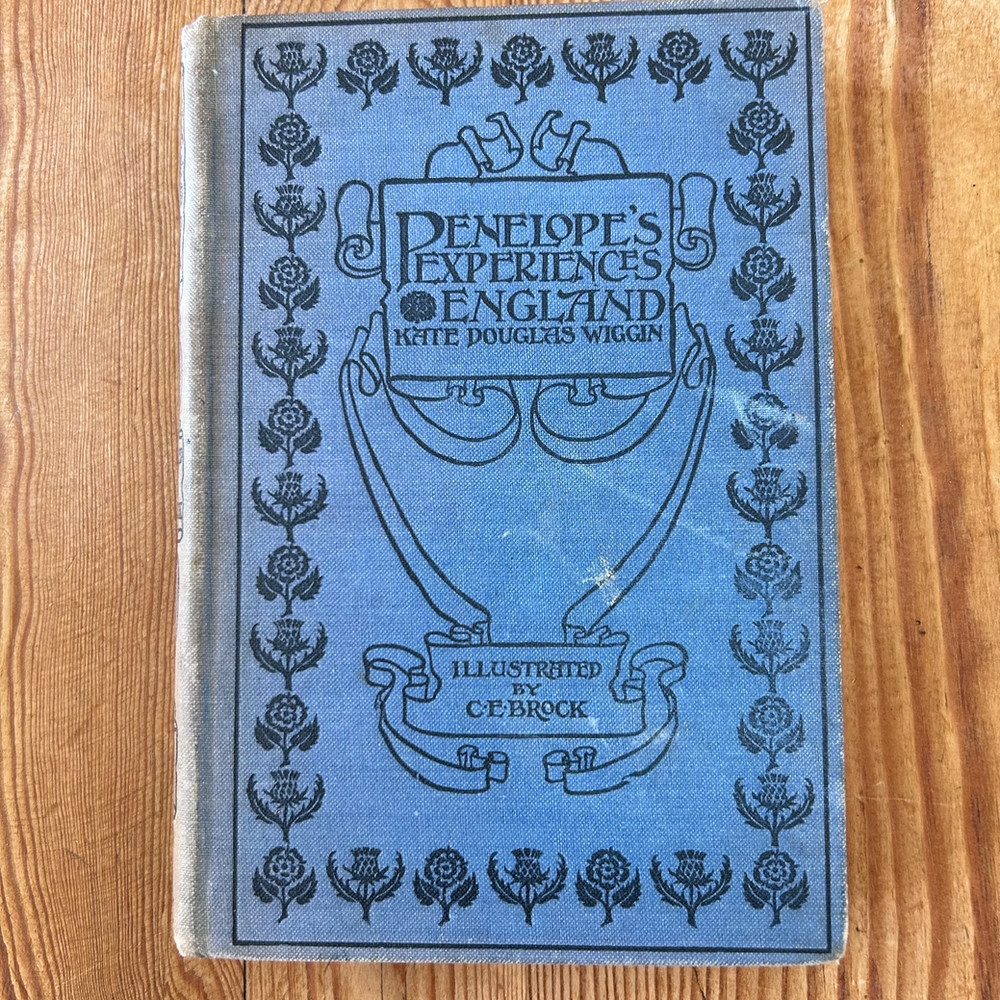 PENELOPE'S
EXPERIENCES
ENGLAND
KATE DOUGLAS WIGGIN
ILLUSTRATED
BY
C·E·BROCK